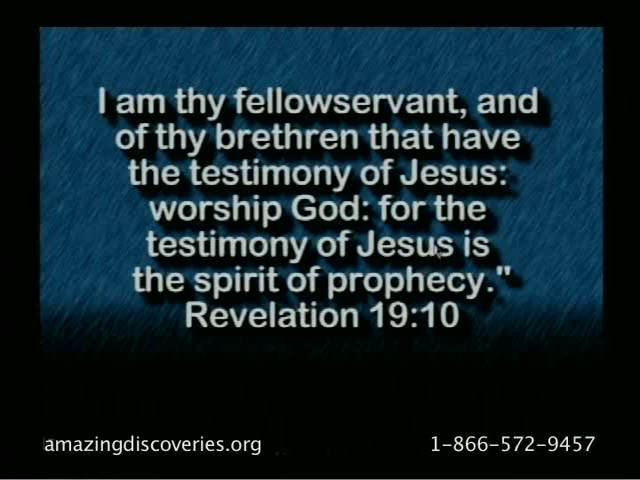 I am thy fellowservant, and
of thy brethren that have
the testimony of Jesus:
worship God: for the
testimony of Jesus is
the spirit of prophecy."
Revelation 19:10
amazingdiscoveries.org
1-866-572-9457